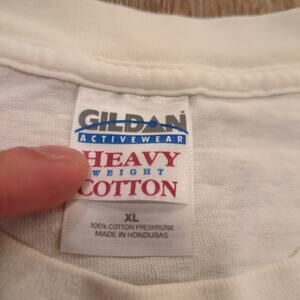 GILDAN
ACTIVEWEAR
HEAVY
WEIGHT
COTTON
XL
100% COTTON PRESHRUNK
MADE IN HONDURAS